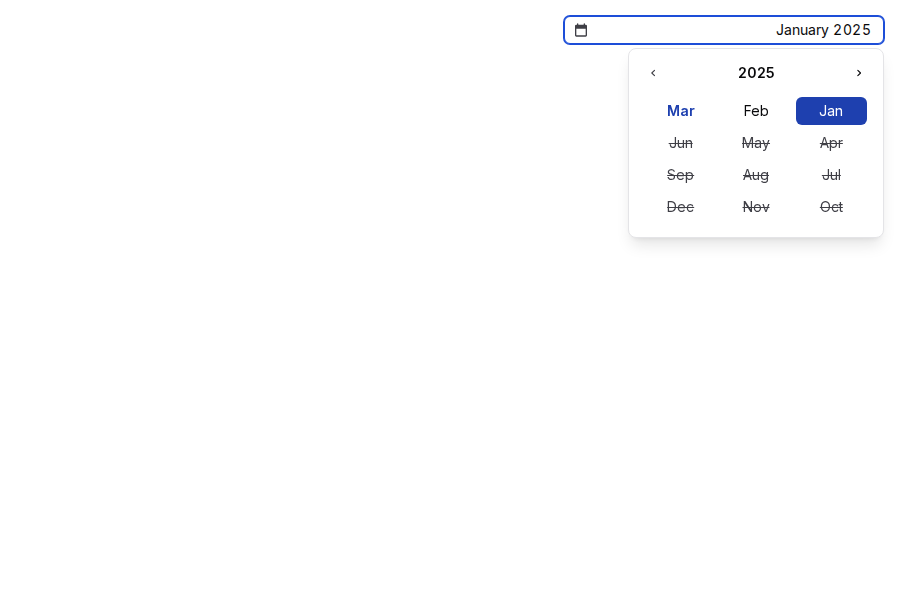 January 2025
‹ 2025 ›
Mar Feb Jan
Jun May Apr
Sep Aug Jul
Dec Nov Oct